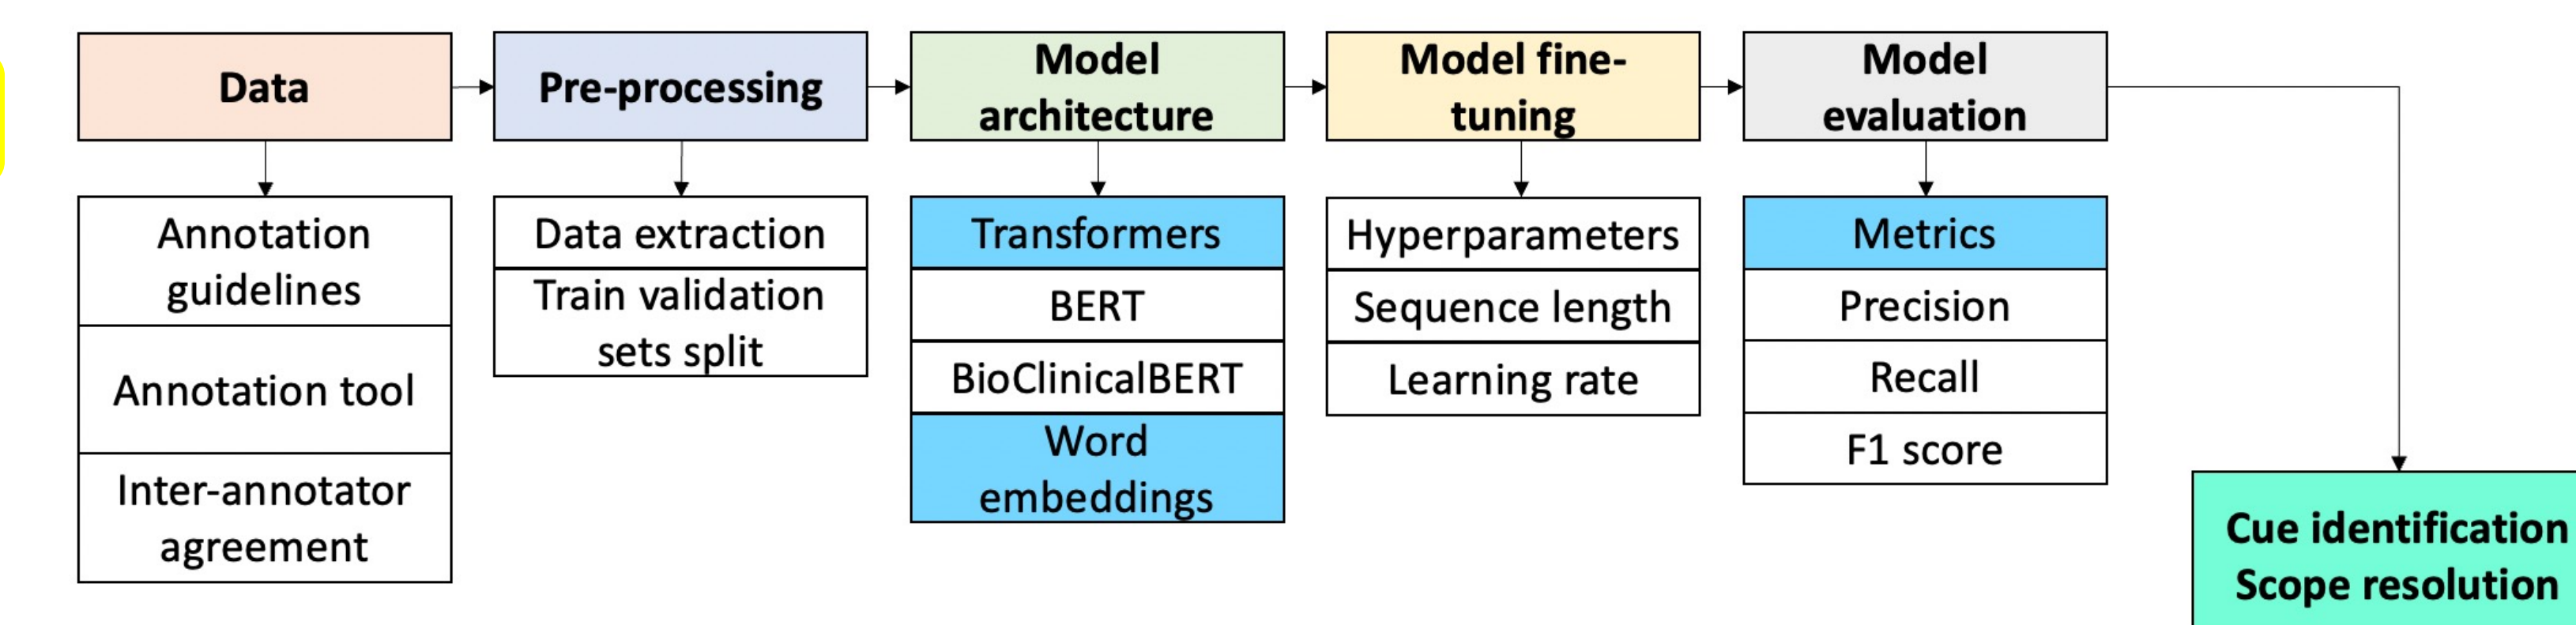 Data
Pre-processing
Model
architecture
Model fine-
tuning
Model
evaluation
Annotation
guidelines
Annotation tool
Inter-annotator
agreement
Data extraction
Train validation
sets split
Transformers
BERT
BioClinicalBERT
Word
embeddings
Hyperparameters
Sequence length
Learning rate
Metrics
Precision
Recall
F1 score
Cue identification
Scope resolution